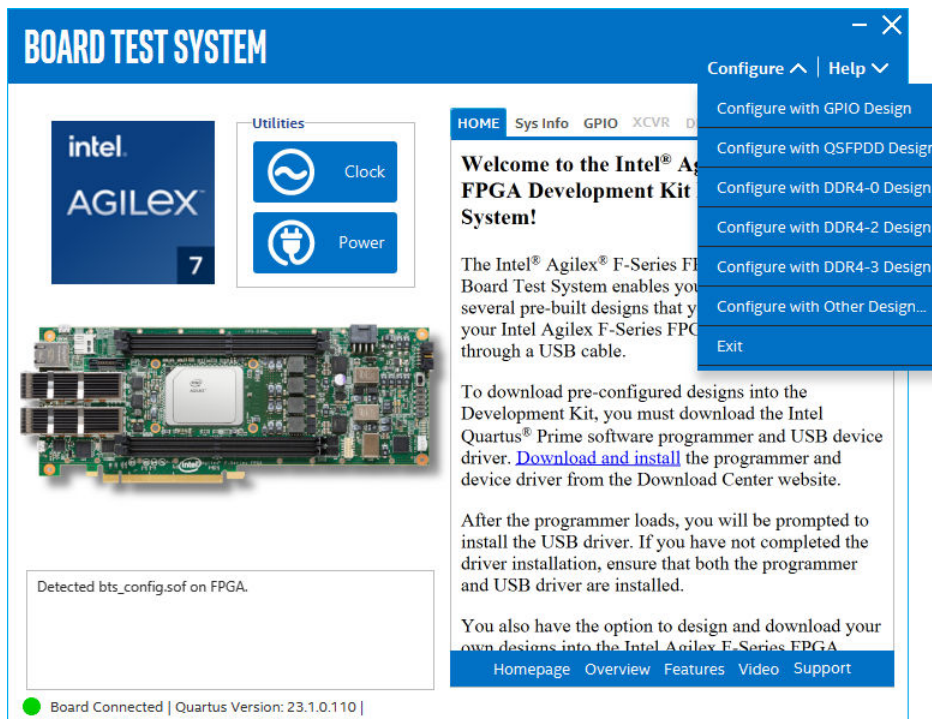 BOARD TEST SYSTEM
Configure | Help
Configure with GPIO Design
Configure with QSFPDD Design
Configure with DDR4-0 Design
Configure with DDR4-2 Design
Configure with DDR4-3 Design
Configure with Other Design...
Exit
intel.
AGILEX™
7
Utilities
Clock
Power
HOME Sys Info GPIO XCVR
Welcome to the Intel®
FPGA Development Kit
System!
The Intel® Agilex® F-Series
Board Test System enables you
several pre-built designs that
your Intel Agilex F-Series
through a USB cable.
To download pre-configured designs into the
Development Kit, you must download the Intel
Quartus® Prime software programmer and USB device
driver. Download and install the programmer and
device driver from the Download Center website.
After the programmer loads, you will be prompted to
install the USB driver. If you have not completed the
driver installation, ensure that both the programmer
and USB driver are installed.
You also have the option to design and download your
own designs into the Intel Agilex F-Series FPGA
Homepage Overview Features Video Support
Detected bts_config.sof on FPGA.
Board Connected | Quartus Version: 23.1.0.110 |